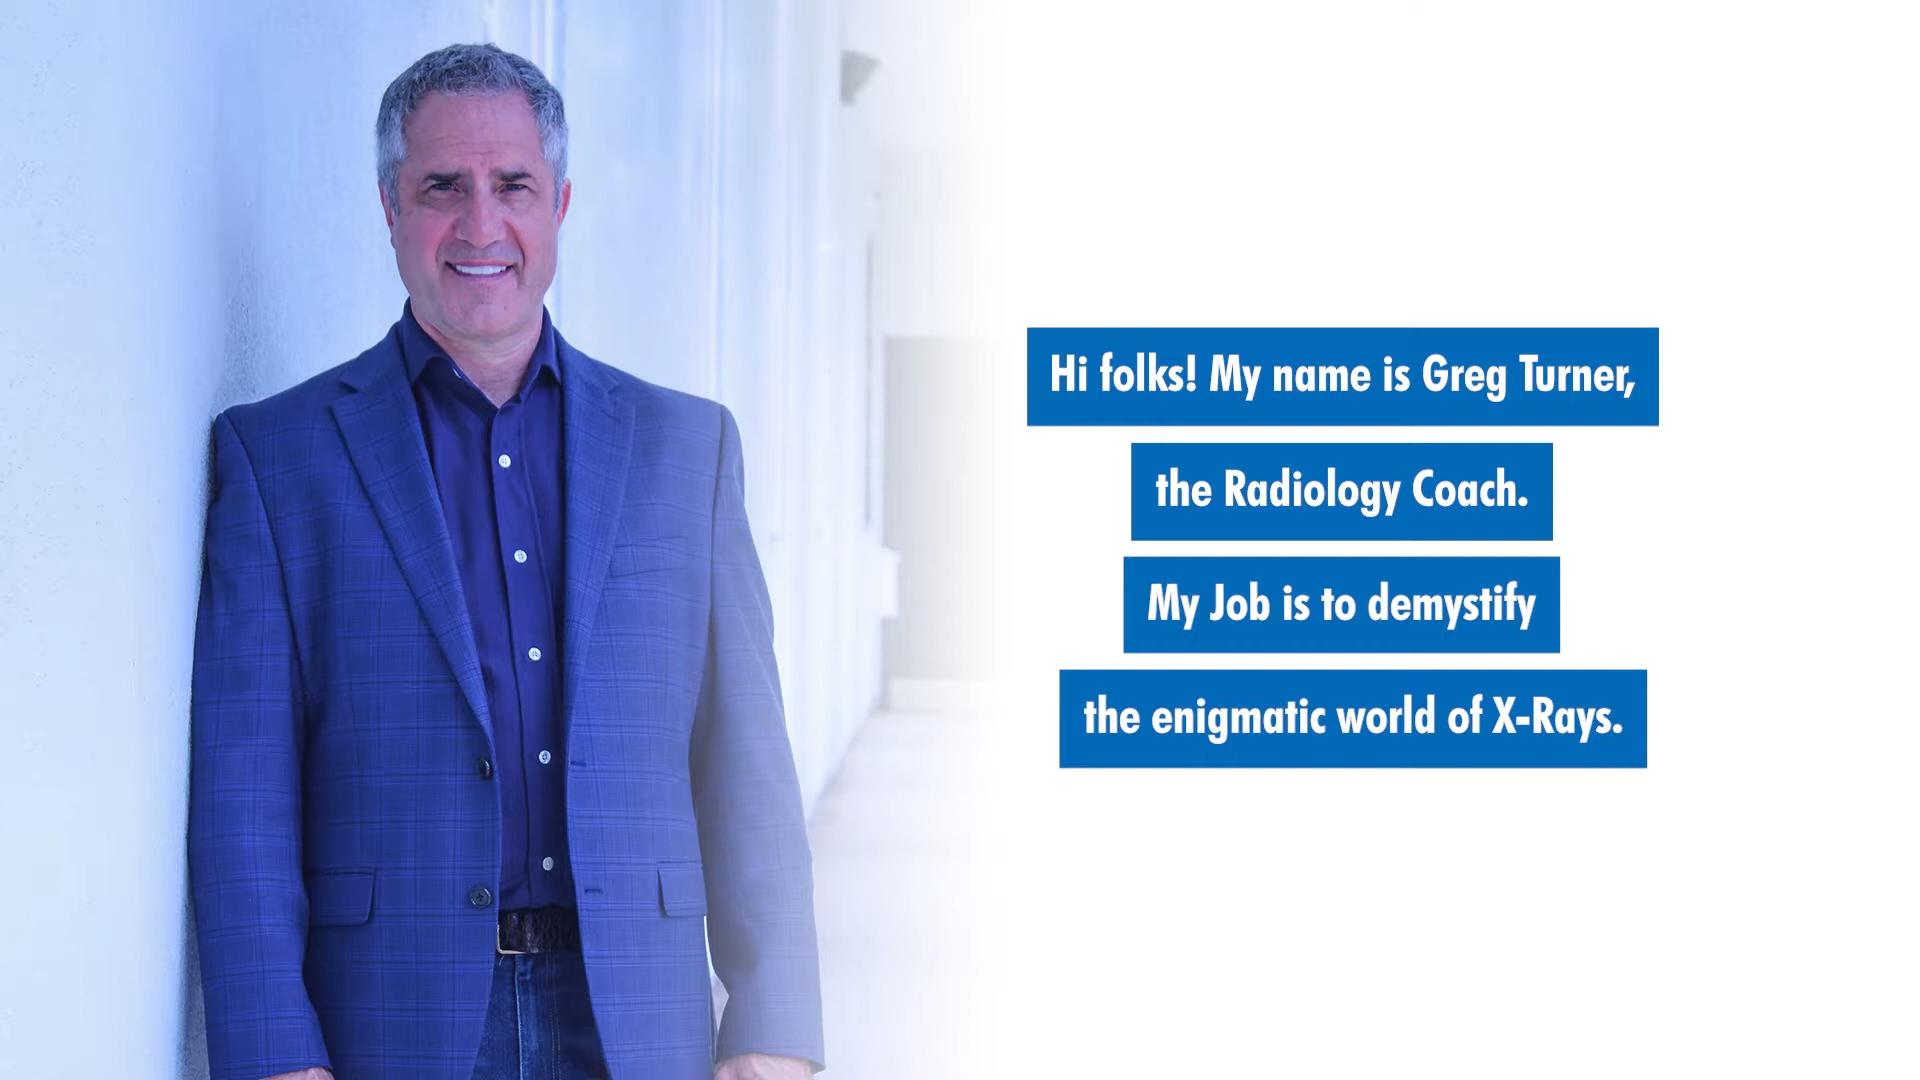 Hi folks! My name is Greg Turner,
the Radiology Coach.
My Job is to demystify
the enigmatic world of X-Rays.